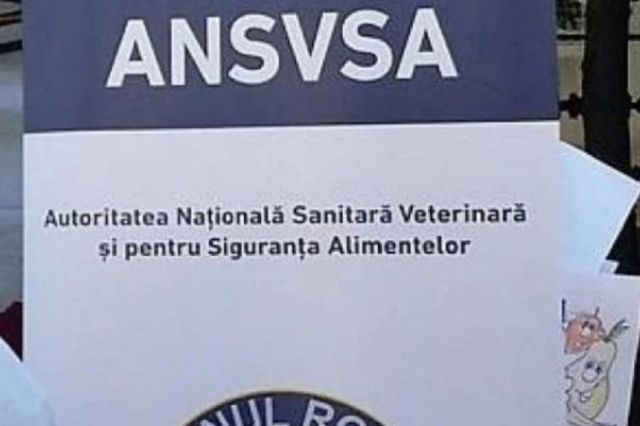 ANSVSA
Autoritatea Națională Sanitară Veterinară
și pentru Siguranța Alimentelor